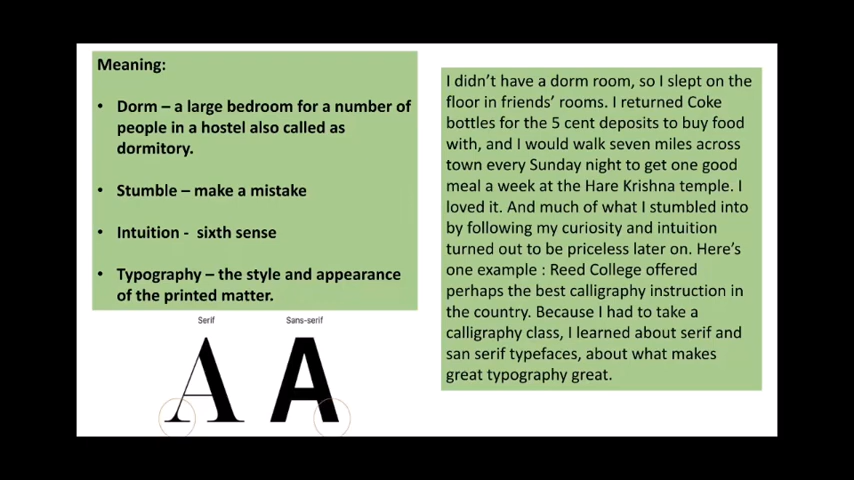 Meaning:
• Dorm – a large bedroom for a number of
people in a hostel also called as
dormitory.
• Stumble – make a mistake
• Intuition - sixth sense
• Typography – the style and appearance
of the printed matter.
Serif
Sans-serif
A
A
I didn't have a dorm room, so I slept on the
floor in friends' rooms. I returned Coke
bottles for the 5 cent deposits to buy food
with, and I would walk seven miles across
town every Sunday night to get one good
meal a week at the Hare Krishna temple. I
loved it. And much of what I stumbled into
by following my curiosity and intuition
turned out to be priceless later on. Here's
one example : Reed College offered
perhaps the best calligraphy instruction in
the country. Because I had to take a
calligraphy class, I learned about serif and
san serif typefaces, about what makes
great typography great.